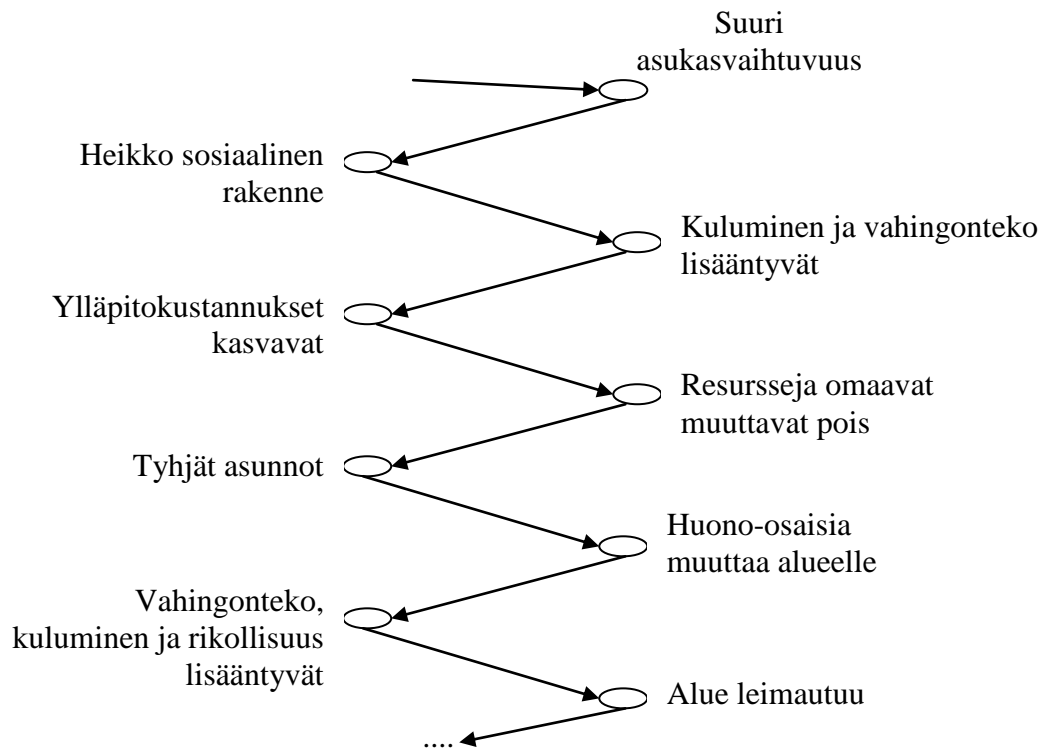 Suuri
asukasvaihtuvuus
Heikko sosiaalinen
rakenne
Kuluminen ja vahingonteko
lisääntyvät
Ylläpitokustannukset
kasvavat
Resursseja omaavat
muuttavat pois
Tyhjät asunnot
Huono-osaisia
muuttaa alueelle
Vahingonteko,
kuluminen ja rikollisuus
lisääntyvät
Alue leimautuu
....